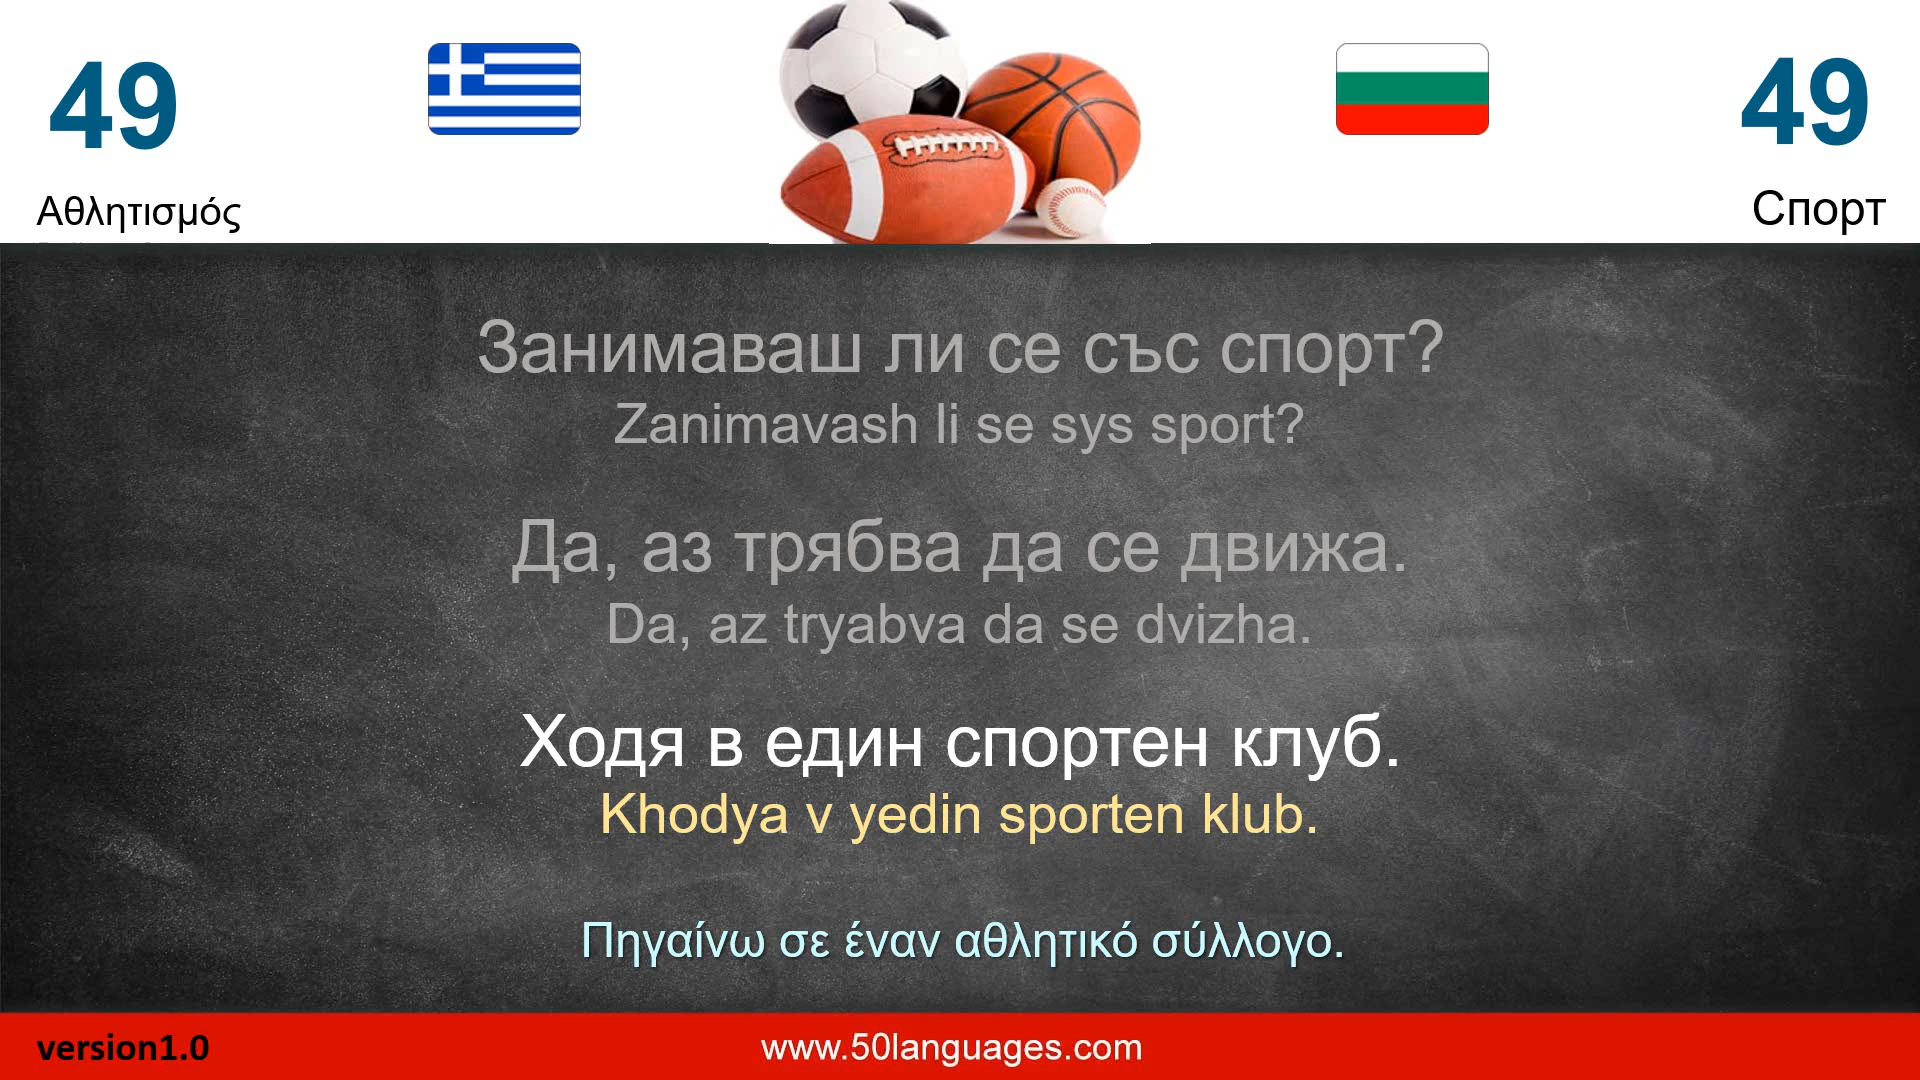 49
49
Αθλητισμός
Спорт
Занимаваш ли се със спорт?
Zanimavash li se sys sport?
Да, аз трябва да се движа.
Da, az tryabva da se dvizha.
Ходя в един спортен клуб.
Khodya v yedin sporten klub.
Πηγαίνω σε έναν αθλητικό σύλλογο.
version1.0
www.50languages.com